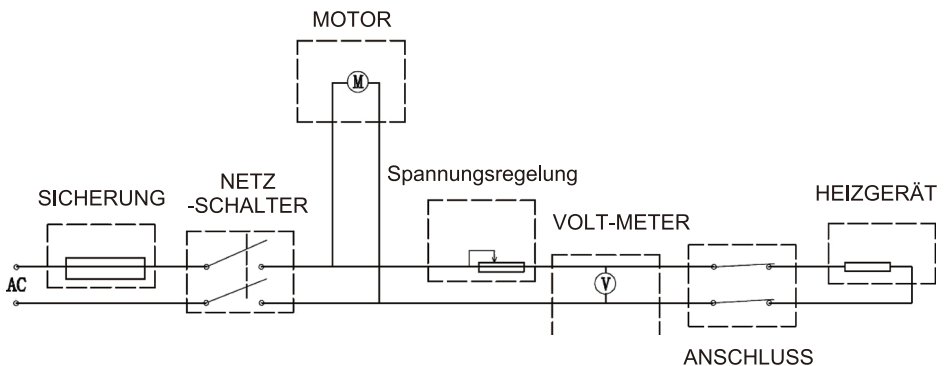 MOTOR
M
Spannungsregelung
SICHERUNG
NETZ
-SCHALTER
VOLT-METER
HEIZGERÄT
AC
V
ANSCHLUSS